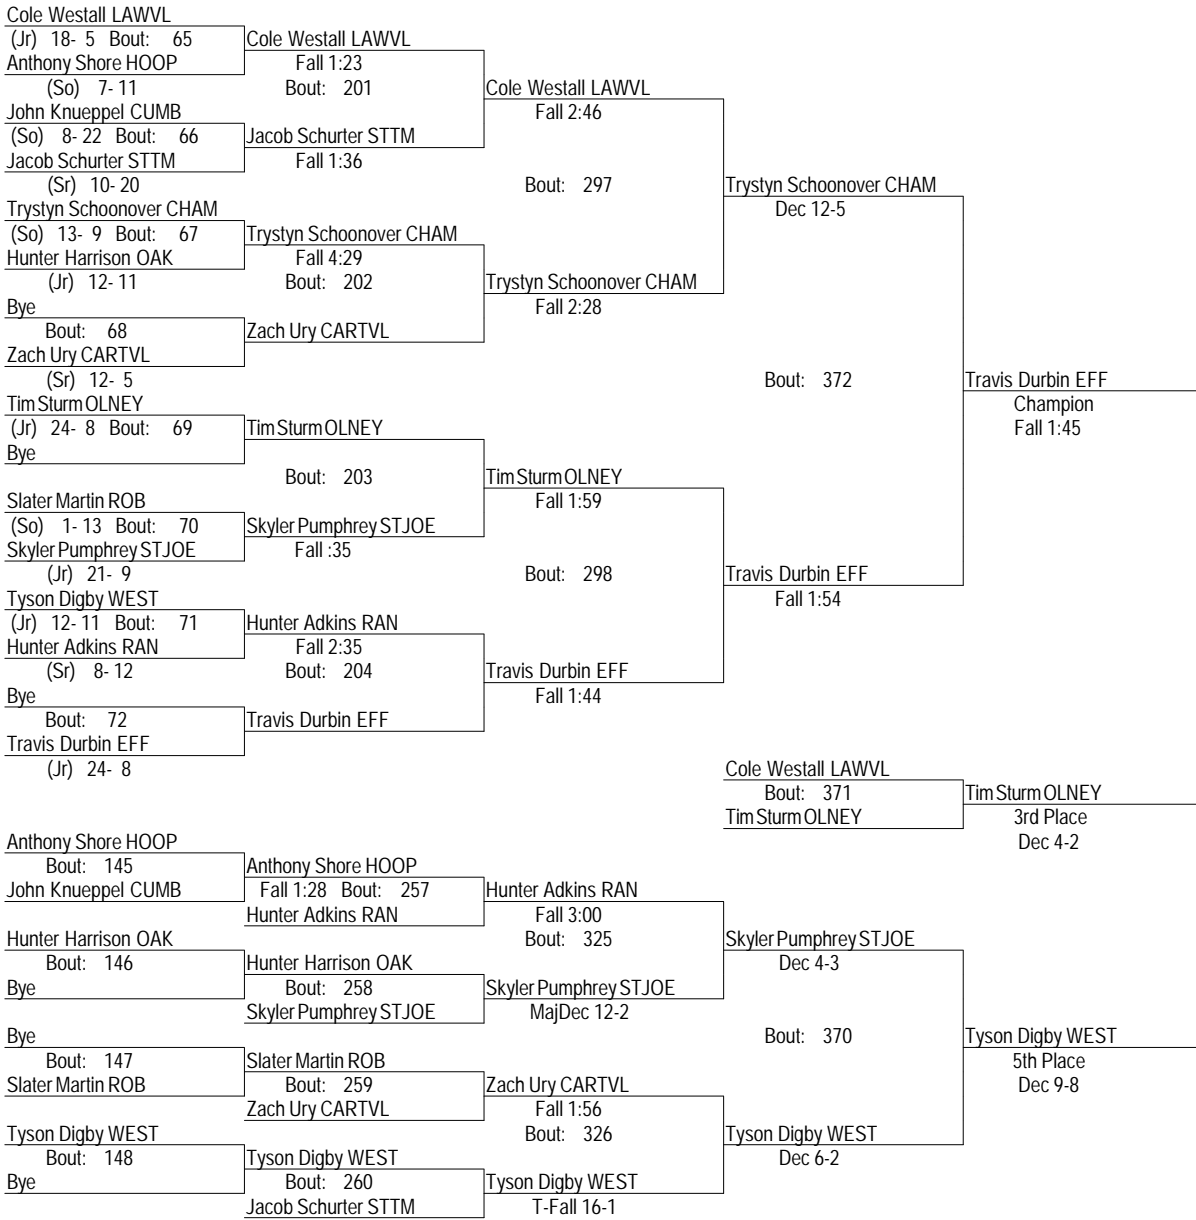 Cole Westall LAWVL
(Jr) 18- 5 Bout: 65
Anthony Shore HOOP
(So) 7- 11
John Knueppel CUMB
(So) 8- 22 Bout: 66
Jacob Schurter STTM
(Sr) 10- 20
Trystyn Schoonover CHAM
(So) 13- 9 Bout: 67
Hunter Harrison OAK
(Jr) 12- 11
Bye
Bout: 68
Zach Ury CARTVL
(Sr) 12- 5
Tim Sturm OLNEY
(Jr) 24- 8 Bout: 69
Bye
Slater Martin ROB
(So) 1- 13 Bout: 70
Skyler Pumphrey STJOE
(Jr) 21- 9
Tyson Digby WEST
(Jr) 12- 11 Bout: 71
Hunter Adkins RAN
(Sr) 8- 12
Bye
Bout: 72
Travis Durbin EFF
(Jr) 24- 8
Cole Westall LAWVL
Fall 1:23
Bout: 201
Jacob Schurter STTM
Fall 1:36
Trystyn Schoonover CHAM
Fall 4:29
Bout: 202
Zach Ury CARTVL
Tim Sturm OLNEY
Bout: 203
Skyler Pumphrey STJOE
Fall :35
Hunter Adkins RAN
Fall 2:35
Bout: 204
Travis Durbin EFF
Cole Westall LAWVL
Fall 2:46
Bout: 297
Trystyn Schoonover CHAM
Fall 2:28
Tim Sturm OLNEY
Fall 1:59
Bout: 298
Travis Durbin EFF
Fall 1:44
Trystyn Schoonover CHAM
Dec 12-5
Bout: 372
Travis Durbin EFF
Fall 1:54
Travis Durbin EFF
Champion
Fall 1:45
Cole Westall LAWVL
Bout: 371
Tim Sturm OLNEY
Tim Sturm OLNEY
3rd Place
Dec 4-2
Anthony Shore HOOP
Bout: 145
John Knueppel CUMB
Hunter Harrison OAK
Bout: 146
Bye
Bye
Bout: 147
Slater Martin ROB
Tyson Digby WEST
Bout: 148
Bye
Anthony Shore HOOP
Fall 1:28 Bout: 257
Hunter Adkins RAN
Hunter Harrison OAK
Bout: 258
Skyler Pumphrey STJOE
Slater Martin ROB
Bout: 259
Zach Ury CARTVL
Tyson Digby WEST
Bout: 260
Jacob Schurter STTM
Hunter Adkins RAN
Fall 3:00
Bout: 325
Skyler Pumphrey STJOE
MajDec 12-2
Zach Ury CARTVL
Fall 1:56
Bout: 326
Tyson Digby WEST
T-Fall 16-1
Skyler Pumphrey STJOE
Dec 4-3
Bout: 370
Tyson Digby WEST
Dec 6-2
Tyson Digby WEST
5th Place
Dec 9-8